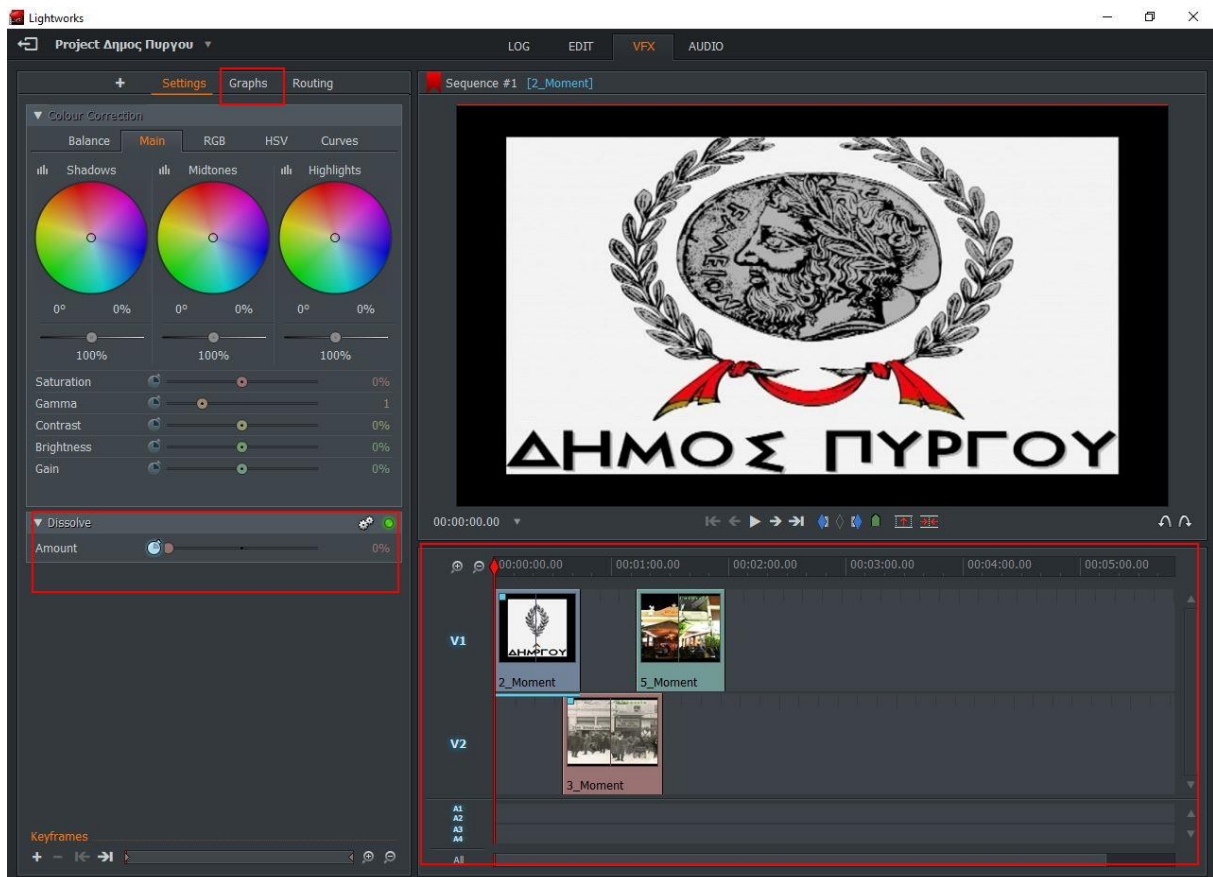 Lightworks
Project Δημος Πυργου
LOG EDIT VFX AUDIO
+ Settings Graphs Routing
Sequence #1 [2_Moment]
Colour Correction
Balance Main RGB HSV Curves
Shadows Midtones Highlights
0° 0% 0° 0% 0° 0%
100% 100% 100%
Saturation 0%
Gamma 1
Contrast 0%
Brightness 0%
Gain 0%
Dissolve
Amount 0%
Keyframes
FΑΛΕΙΟΝ
ΔΗΜΟΣ ΠΥΡΓΟΥ
00:00:00.00
00:00:00.00 00:01:00.00 00:02:00.00 00:03:00.00 00:04:00.00 00:05:00.00
V1
ΔΗΜ ΡΓΟΥ
2_Moment 5_Moment
V2
3_Moment
A1
A2
A3
A4
All